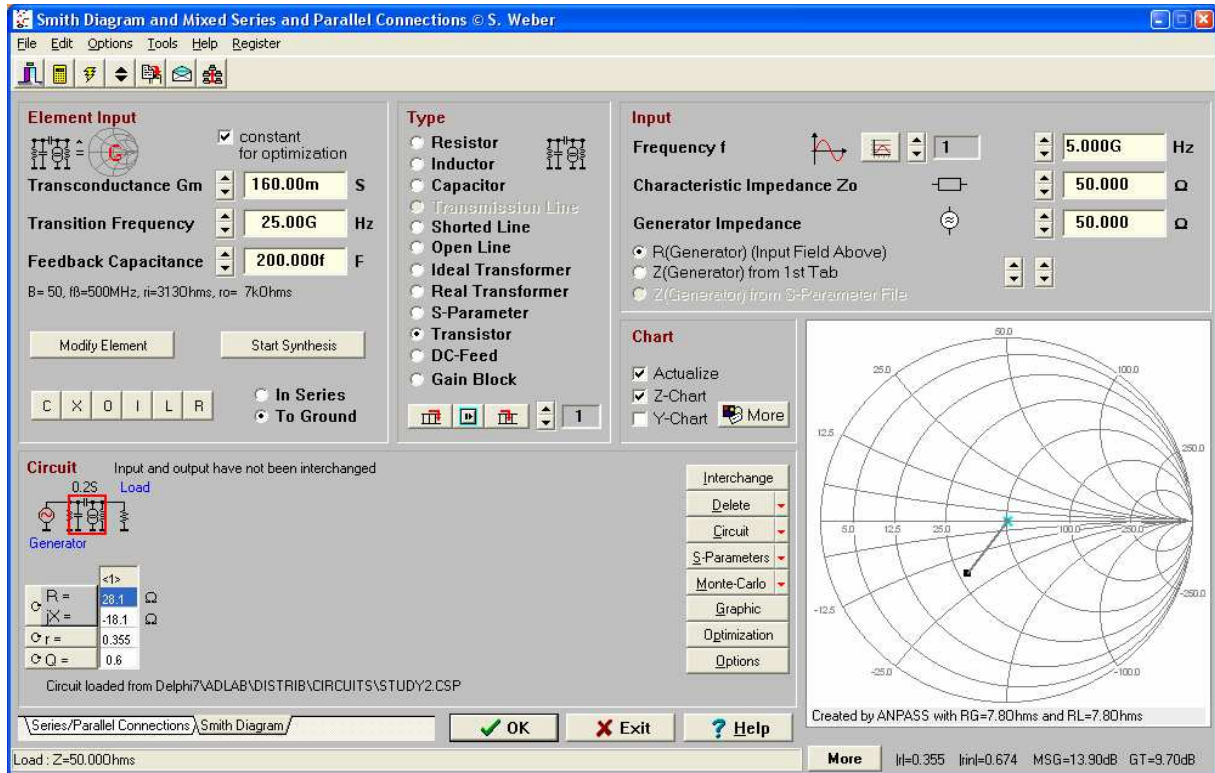 Smith Diagram and Mixed Series and Parallel Connections © S. Weber
File Edit Options Tools Help Register
Element Input
constant
for optimization
G
Transconductance Gm 160.00m S
Transition Frequency 25.00G Hz
Feedback Capacitance 200.000f F
B= 50, fß=500MHz, ri=313Ohms, ro= 7kOhms
Modify Element
Start Synthesis
C X O I L R
In Series
To Ground
Type
Resistor
Inductor
Capacitor
Transmission Line
Shorted Line
Open Line
Ideal Transformer
Real Transformer
S-Parameter
Transistor
DC-Feed
Gain Block
1
Input
Frequency f 1 5.000G Hz
Characteristic Impedance Zo 50.000 Ω
Generator Impedance 50.000 Ω
R(Generator) (Input Field Above)
Z(Generator) from 1st Tab
Z(Generator) from S-Parameter File
Chart
Actualize
Z-Chart
Y-Chart
More
Circuit Input and output have not been interchanged
0.2S Load
Generator
<1>
R = 28.1 Ω
jX = -18.1 Ω
r = 0.355
Q = 0.6
Circuit loaded from Delphi7\ADLAB\DISTRIB\CIRCUITS\STUDY2.CSP
Interchange
Delete
Circuit
S-Parameters
Monte-Carlo
Graphic
Optimization
Options
50.0
25.0 100.0
12.5 250.0
5.0 12.5 25.0 100.0 250.0
-12.5 -250.0
-25.0 -100.0
Created by ANPASS with RG=7.8Ohms and RL=7.8Ohms
Series/Parallel Connections Smith Diagram
OK Exit Help
Load : Z=50.00Ohms
More |r|=0.355 |rin|=0.674 MSG=13.90dB GT=9.70dB